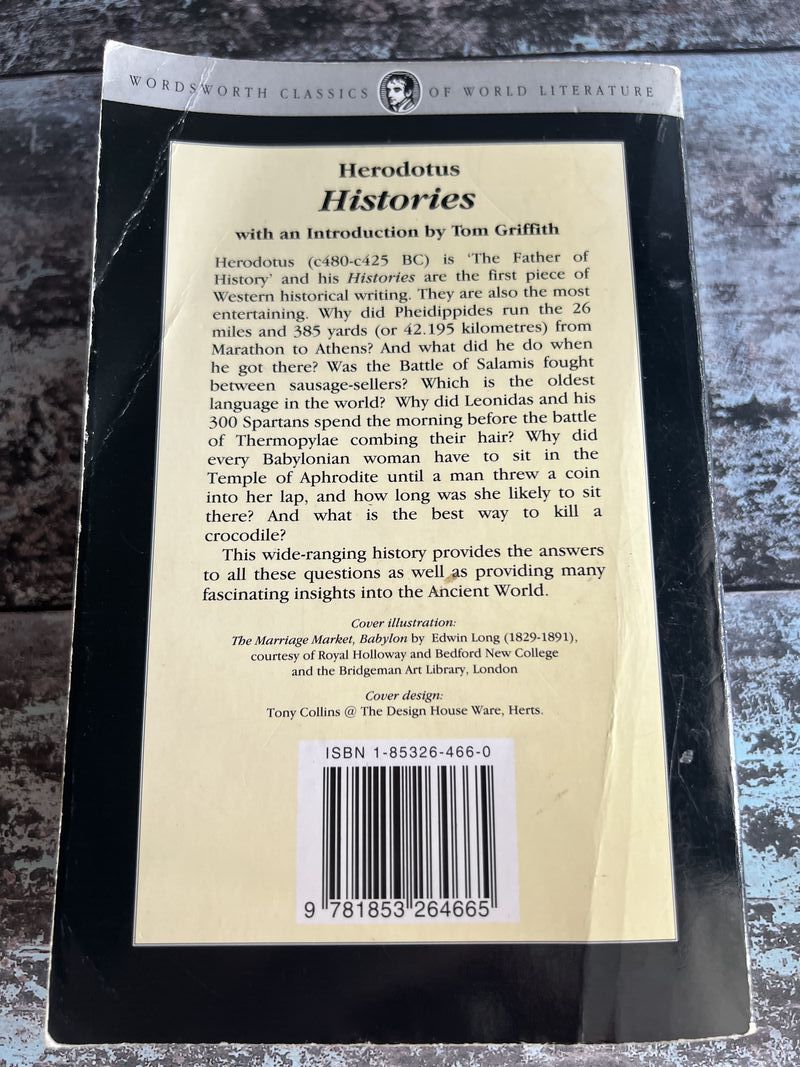 WORDSWORTH CLASSICS OF WORLD LITERATURE
Herodotus
Histories
with an Introduction by Tom Griffith
Herodotus (c480-c425 BC) is 'The Father of
History' and his Histories are the first piece of
Western historical writing. They are also the most
entertaining. Why did Pheidippides run the 26
miles and 385 yards (or 42.195 kilometres) from
Marathon to Athens? And what did he do when
he got there? Was the Battle of Salamis fought
between sausage-sellers? Which is the oldest
language in the world? Why did Leonidas and his
300 Spartans spend the morning before the battle
of Thermopylae combing their hair? Why did
every Babylonian woman have to sit in the
Temple of Aphrodite until a man threw a coin
into her lap, and how long was she likely to sit
there? And what is the best way to kill a
crocodile?
This wide-ranging history provides the answers
to all these questions as well as providing many
fascinating insights into the Ancient World.
Cover illustration:
The Marriage Market, Babylon by Edwin Long (1829-1891),
courtesy of Royal Holloway and Bedford New College
and the Bridgeman Art Library, London
Cover design:
Tony Collins @ The Design House Ware, Herts.
ISBN 1-85326-466-0
9 781853 264665